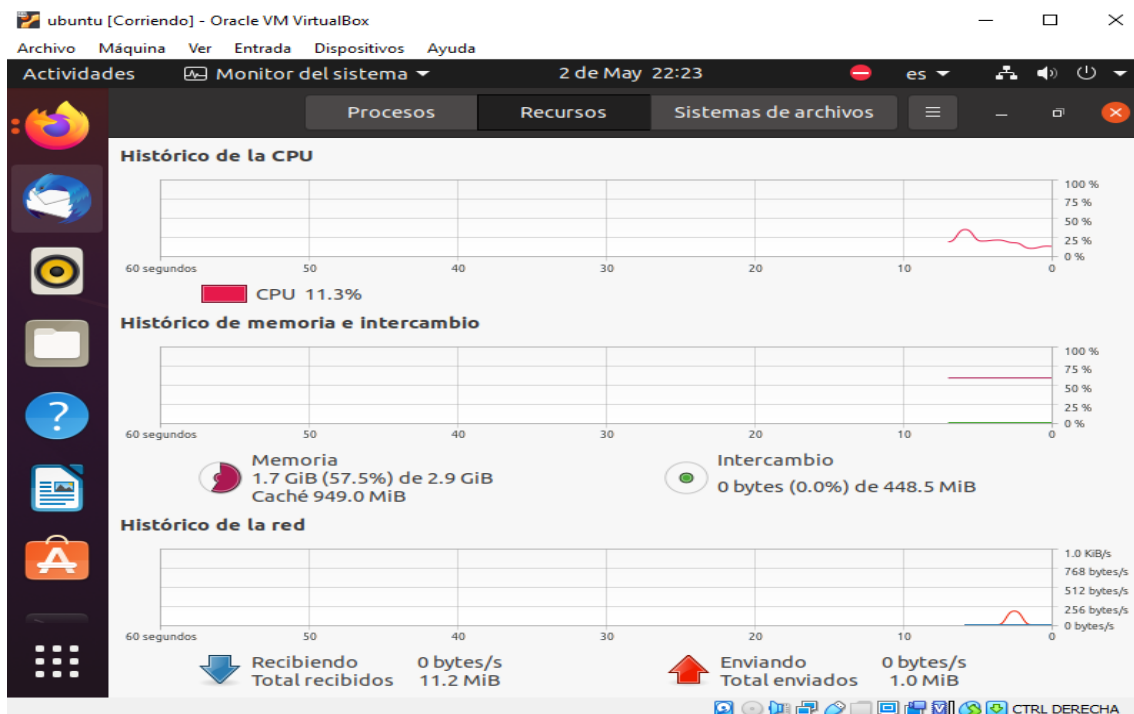 ubuntu [Corriendo] - Oracle VM VirtualBox
Archivo Máquina Ver Entrada Dispositivos Ayuda
Actividades Monitor del sistema 2 de May 22:23 es
Procesos Recursos Sistemas de archivos
Histórico de la CPU
100 %
75 %
50 %
25 %
0 %
60 segundos 50 40 30 20 10 0
CPU 11.3%
Histórico de memoria e intercambio
100 %
75 %
50 %
25 %
0 %
60 segundos 50 40 30 20 10 0
Memoria
1.7 GiB (57.5%) de 2.9 GiB
Caché 949.0 MiB
Intercambio
0 bytes (0.0%) de 448.5 MiB
Histórico de la red
1.0 KiB/s
768 bytes/s
512 bytes/s
256 bytes/s
0 bytes/s
60 segundos 50 40 30 20 10 0
Recibiendo 0 bytes/s
Total recibidos 11.2 MiB
Enviando 0 bytes/s
Total enviados 1.0 MiB
CTRL DERECHA